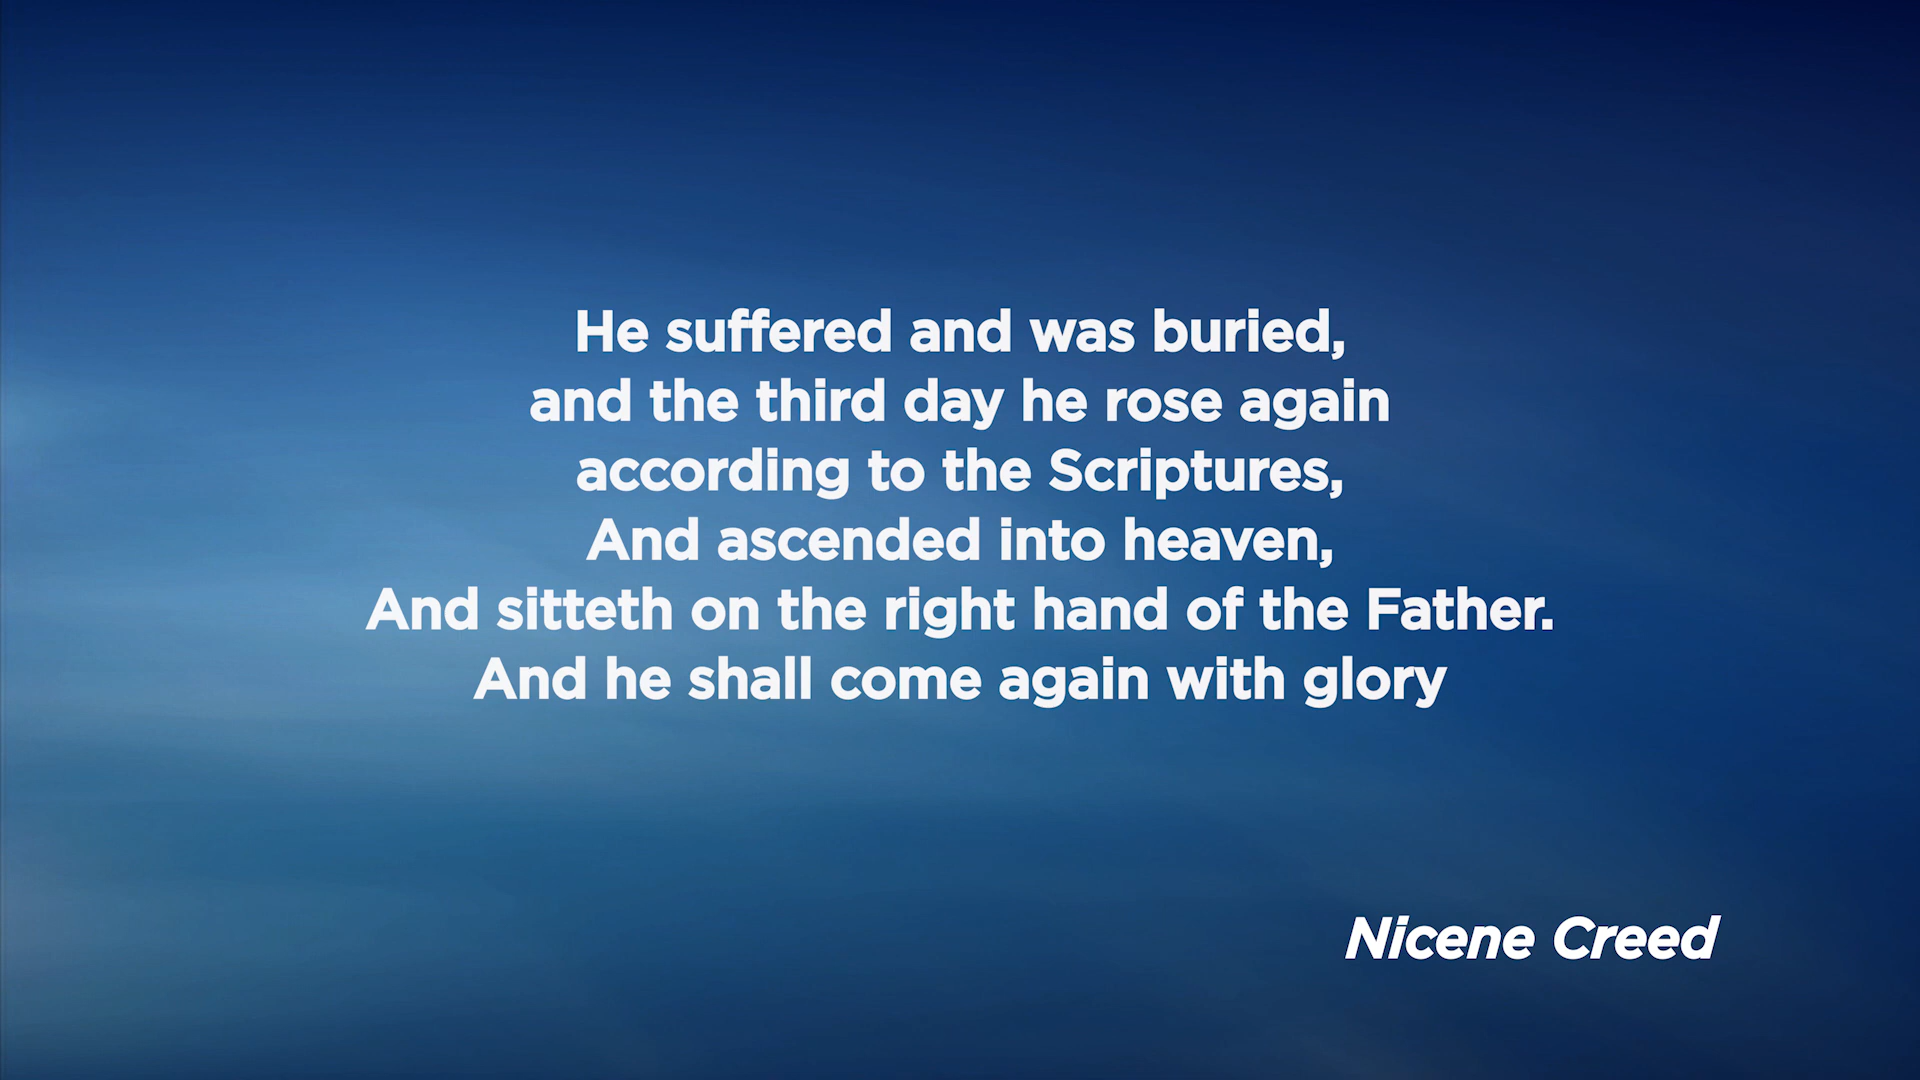 He suffered and was buried,
and the third day he rose again
according to the Scriptures,
And ascended into heaven,
And sitteth on the right hand of the Father.
And he shall come again with glory
Nicene Creed